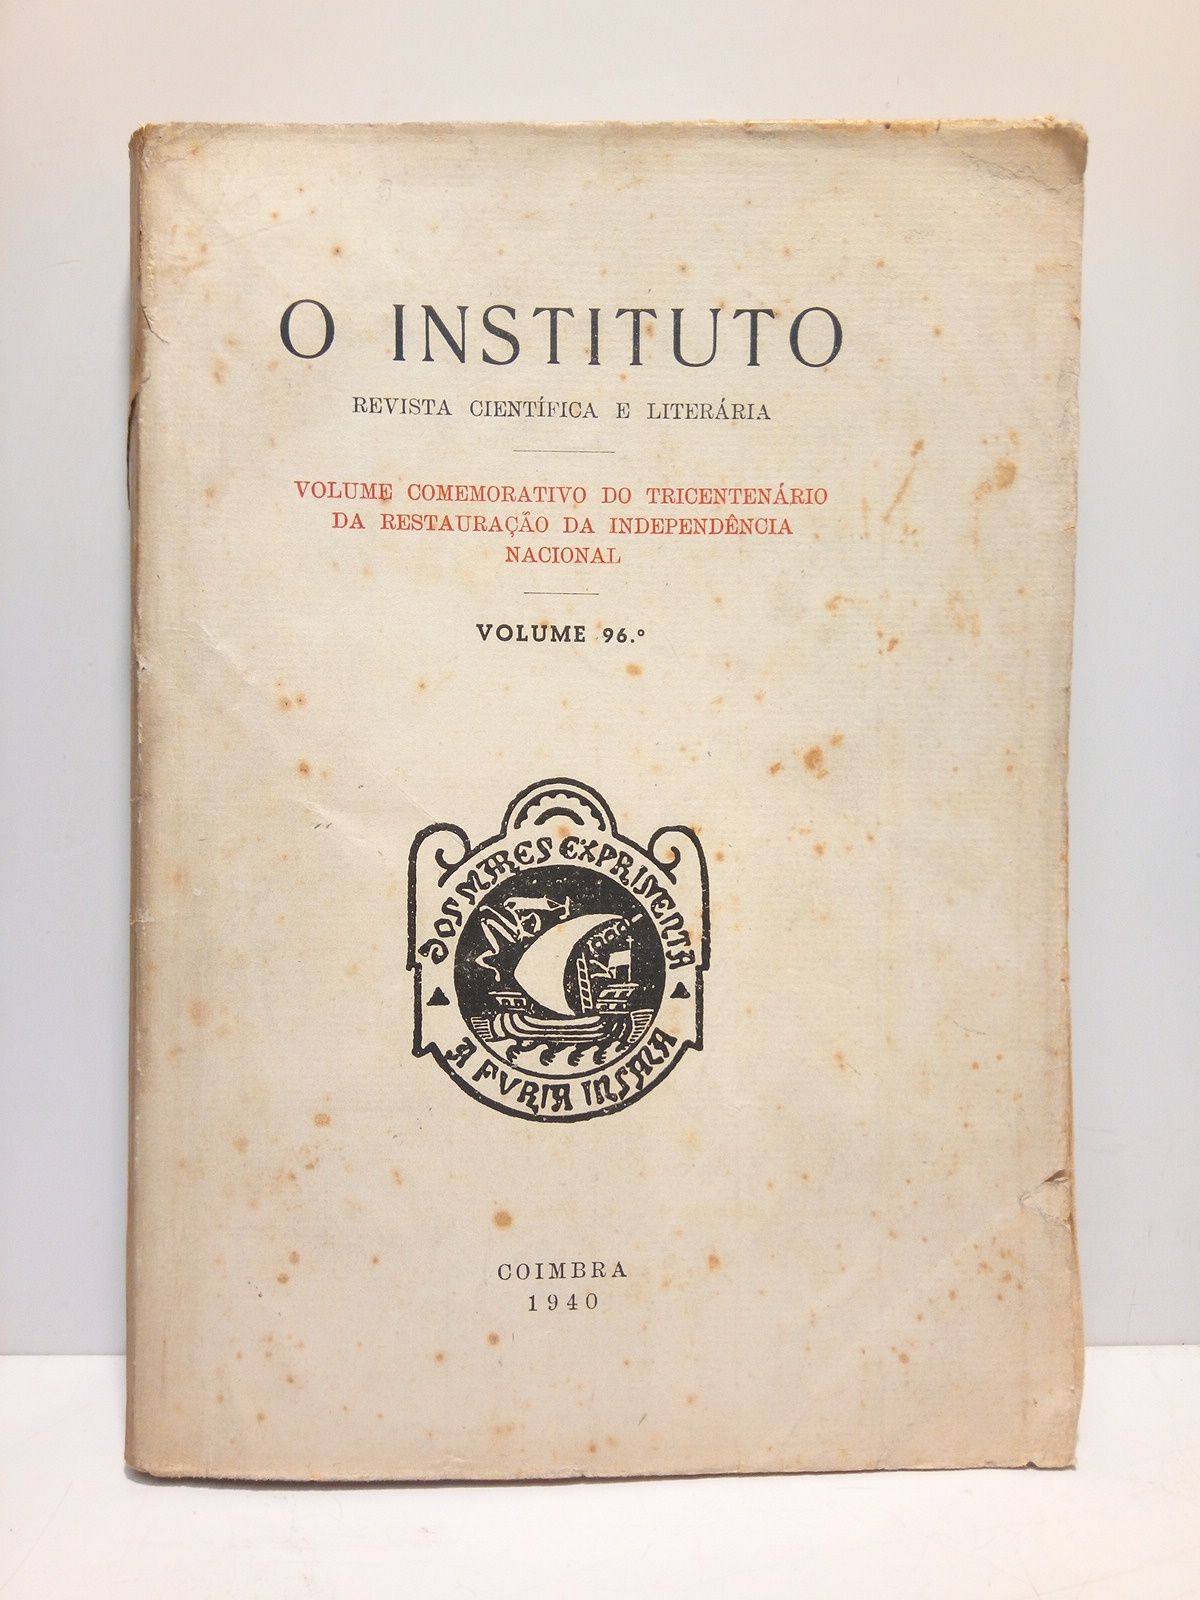 O INSTITUTO
REVISTA CIENTÍFICA E LITERÁRIA
VOLUME COMEMORATIVO DO TRICENTENÁRIO
DA RESTAURAÇÃO DA INDEPENDÊNCIA
NACIONAL
VOLUME 96.º
DOS MARES EXPRIMENTA
A FVRIA INSANA
COIMBRA
1940